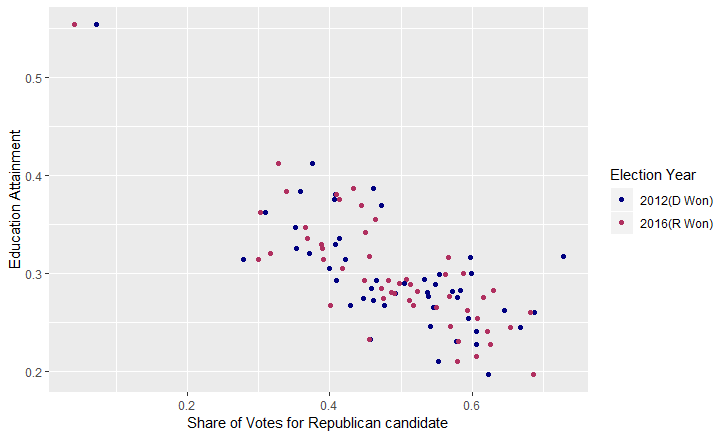 0.5
0.4
0.3
0.2
Education Attainment
0.2 0.4 0.6
Share of Votes for Republican candidate
Election Year
2012(D Won)
2016(R Won)